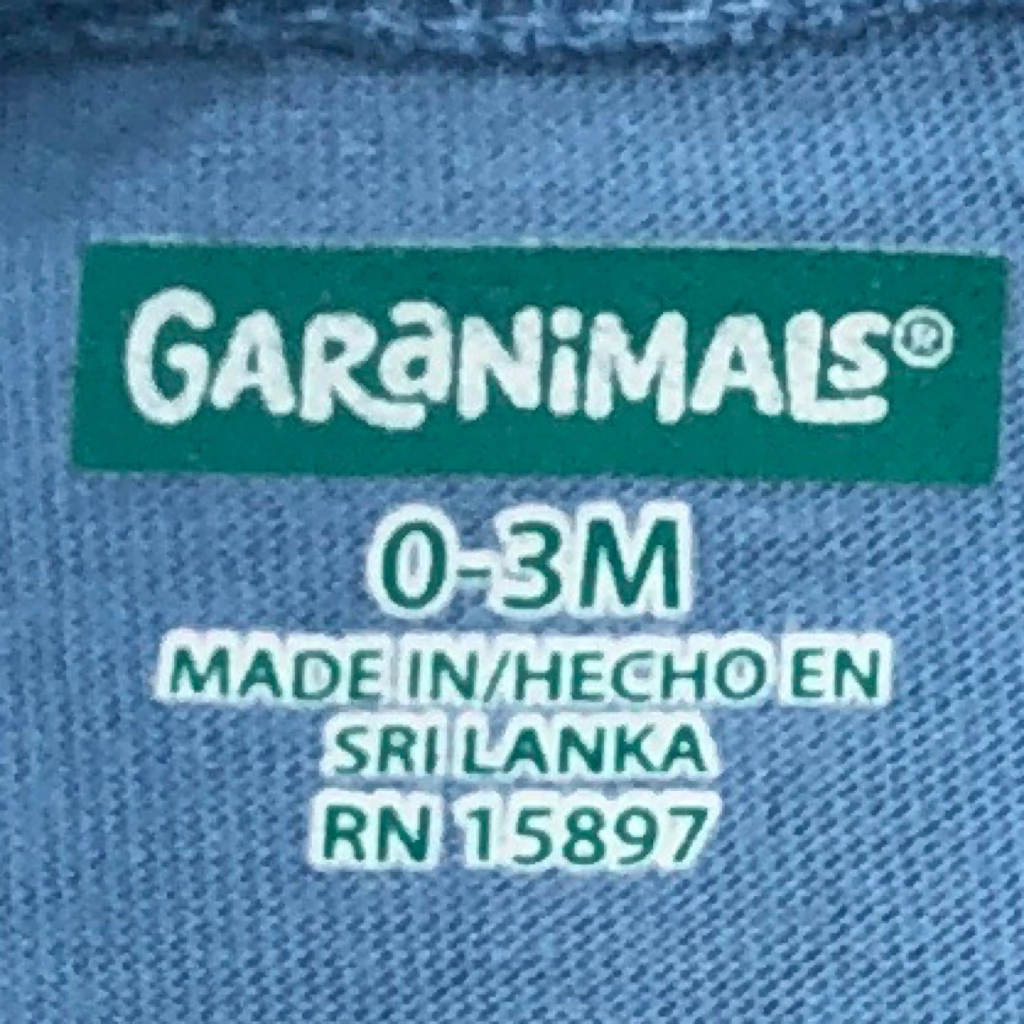 GARaNiMALS®
0-3M
MADE IN/HECHO EN
SRI LANKA
RN 15897